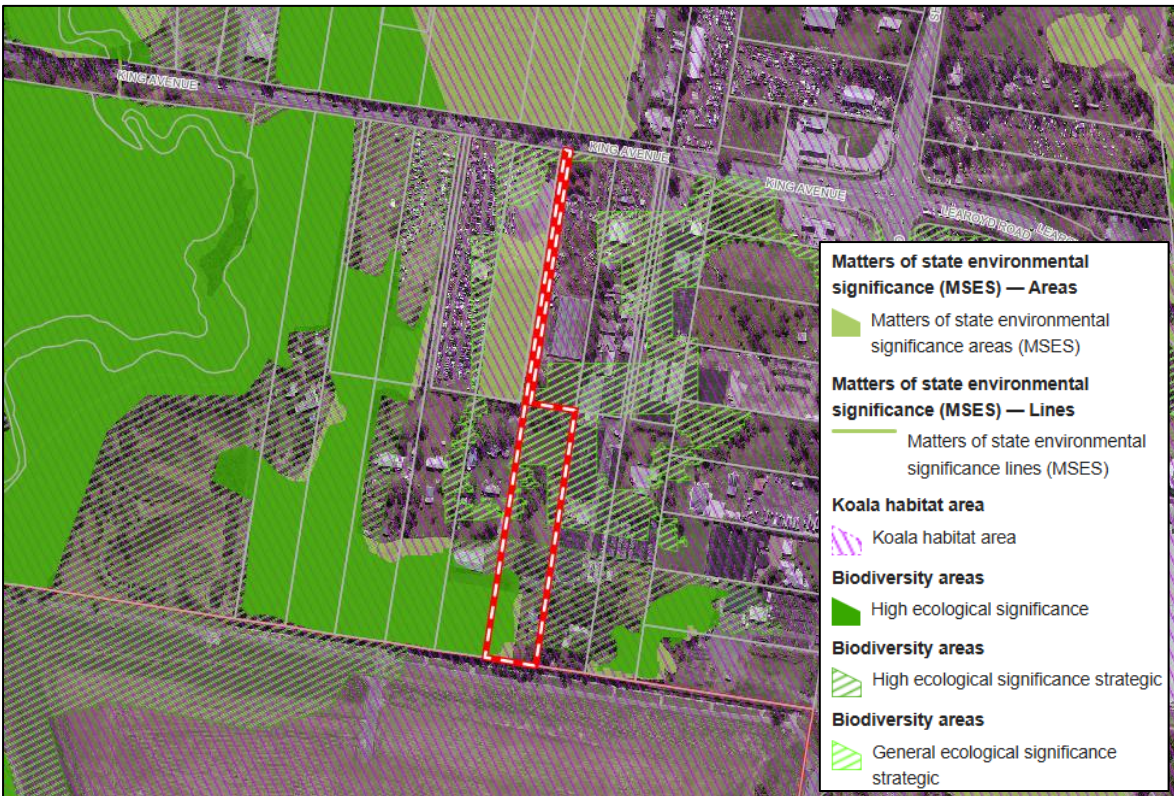 KING AVENUE
KING AVENUE
KING AVENUE
LEAROYD ROAD
Matters of state environmental
significance (MSES) — Areas
Matters of state environmental
significance areas (MSES)
Matters of state environmental
significance (MSES) — Lines
Matters of state environmental
significance lines (MSES)
Koala habitat area
Koala habitat area
Biodiversity areas
High ecological significance
Biodiversity areas
High ecological significance strategic
Biodiversity areas
General ecological significance
strategic